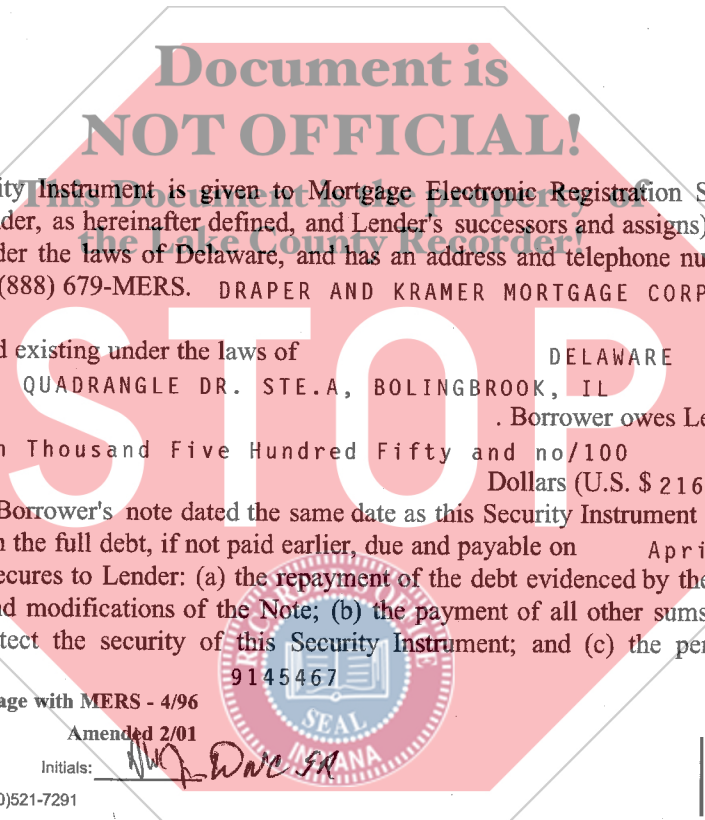 Document is
NOT OFFICIAL!
This Document is the property of
the Lake County Recorder!
STOP
ity Instrument is given to Mortgage Electronic Registration S
der, as hereinafter defined, and Lender's successors and assigns)
der the laws of Delaware, and has an address and telephone nu
(888) 679-MERS. DRAPER AND KRAMER MORTGAGE CORP
d existing under the laws of DELAWARE
QUADRANGLE DR. STE.A, BOLINGBROOK, IL
. Borrower owes Le
n Thousand Five Hundred Fifty and no/100
Dollars (U.S. $ 216
Borrower's note dated the same date as this Security Instrument
n the full debt, if not paid earlier, due and payable on Apri
ecures to Lender: (a) the repayment of the debt evidenced by the
nd modifications of the Note; (b) the payment of all other sums
tect the security of this Security Instrument; and (c) the per
9145467
age with MERS - 4/96
Amended 2/01
Initials:
0)521-7291
SEAL
INDIANA